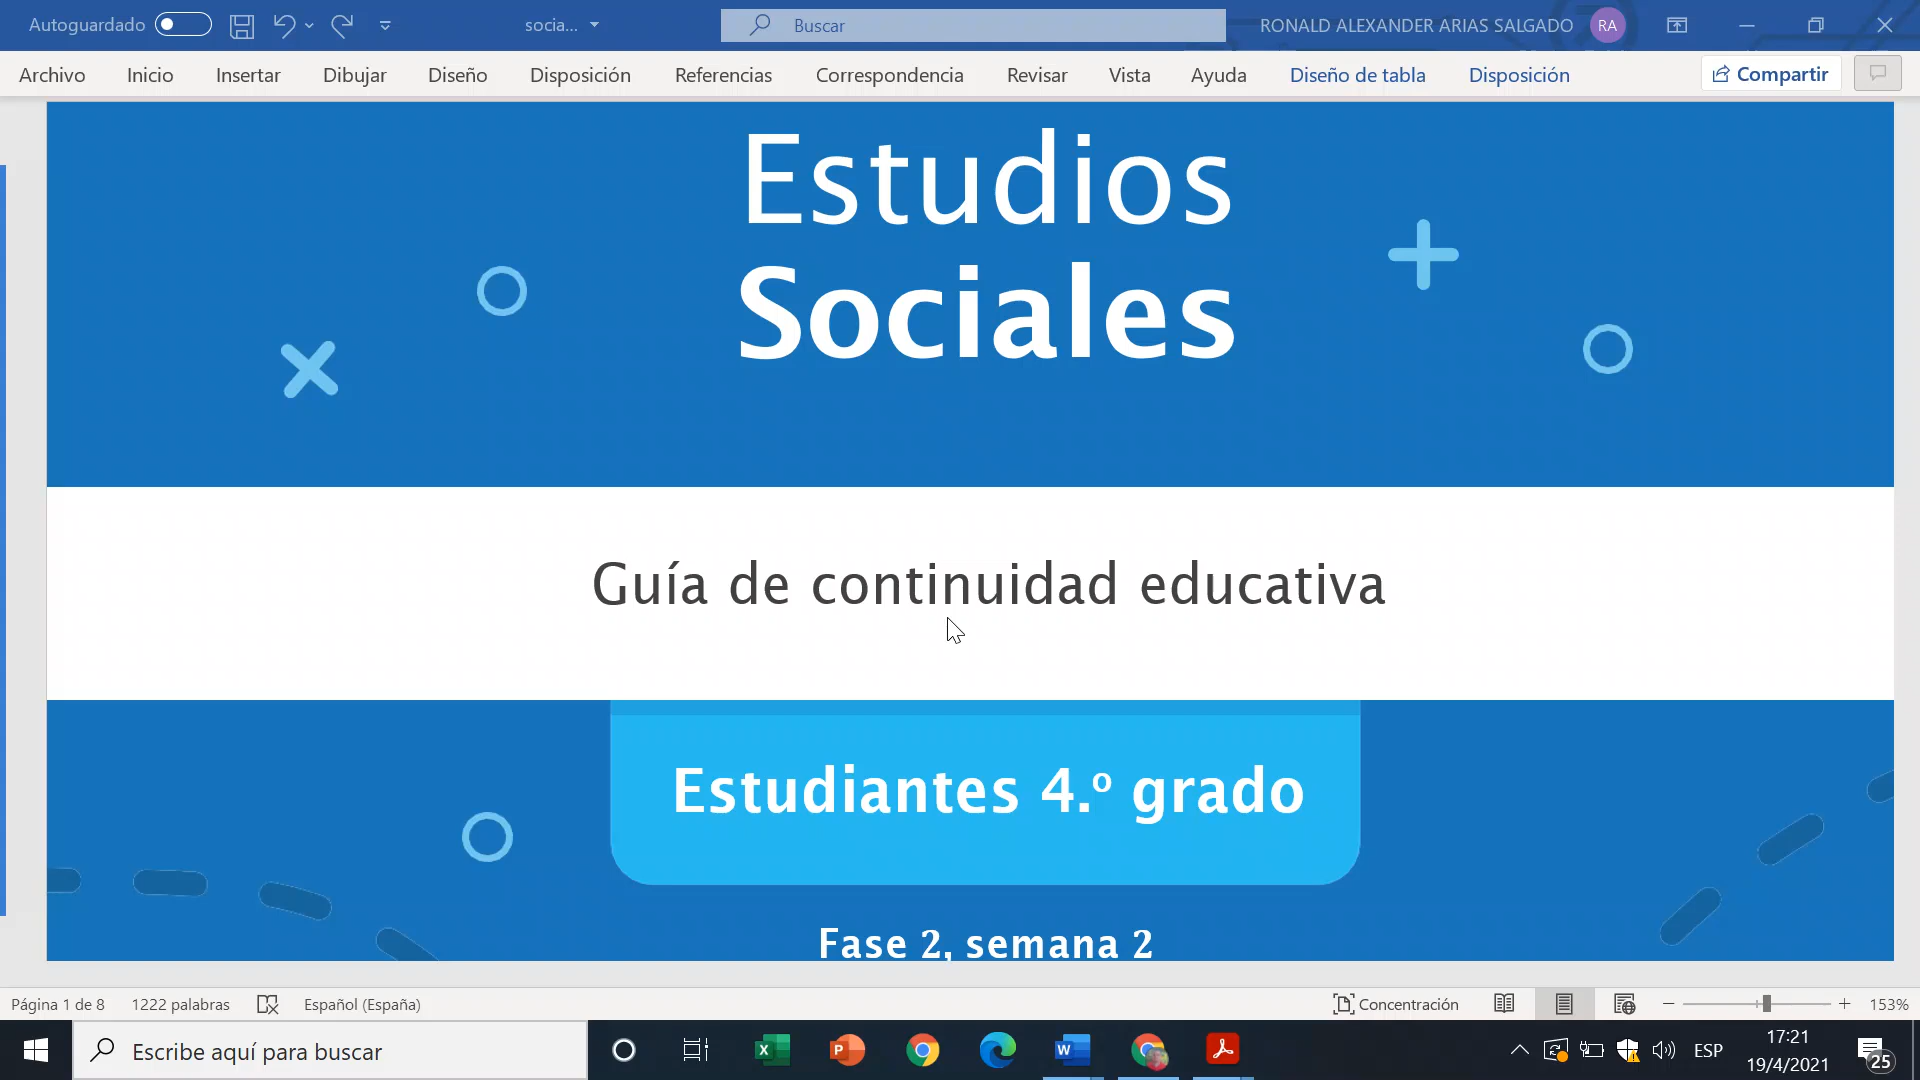 Autoguardado
socia...
Buscar
RONALD ALEXANDER ARIAS SALGADO
RA
Archivo Inicio Insertar Dibujar Diseño Disposición Referencias Correspondencia Revisar Vista Ayuda Diseño de tabla Disposición Compartir
Estudios
Sociales
Guía de continuidad educativa
Estudiantes 4.º grado
Fase 2, semana 2
Página 1 de 8 1222 palabras Español (España) Concentración 153%
Escribe aquí para buscar
X P W
ESP
17:21
19/4/2021
25